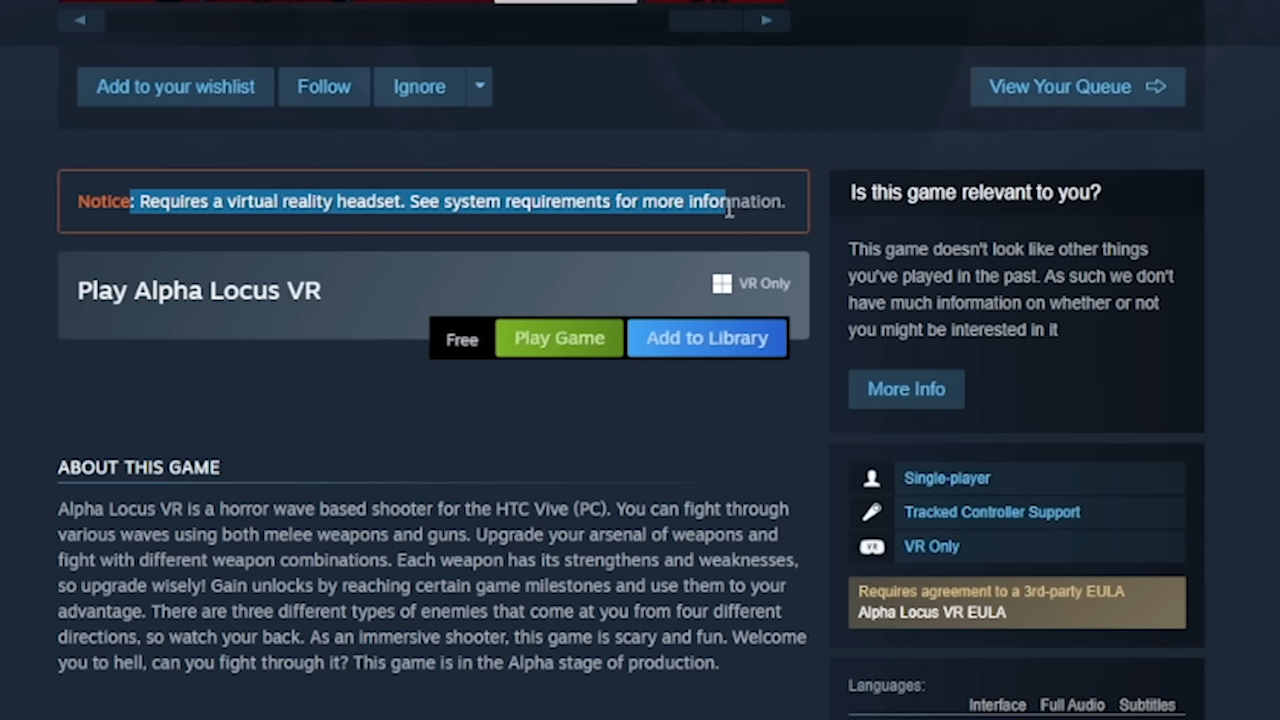 Add to your wishlist
Follow
Ignore
View Your Queue
Notice: Requires a virtual reality headset. See system requirements for more information.
Play Alpha Locus VR
VR Only
Free
Play Game
Add to Library
ABOUT THIS GAME
Alpha Locus VR is a horror wave based shooter for the HTC Vive (PC). You can fight through
various waves using both melee weapons and guns. Upgrade your arsenal of weapons and
fight with different weapon combinations. Each weapon has its strengths and weaknesses,
so upgrade wisely! Gain unlocks by reaching certain game milestones and use them to your
advantage. There are three different types of enemies that come at you from four different
directions, so watch your back. As an immersive shooter, this game is scary and fun. Welcome
you to hell, can you fight through it? This game is in the Alpha stage of production.
Is this game relevant to you?
This game doesn't look like other things
you've played in the past. As such we don't
have much information on whether or not
you might be interested in it
More Info
Single-player
Tracked Controller Support
VR
VR Only
Requires agreement to a 3rd-party EULA
Alpha Locus VR EULA
Languages:
Interface Full Audio Subtitles